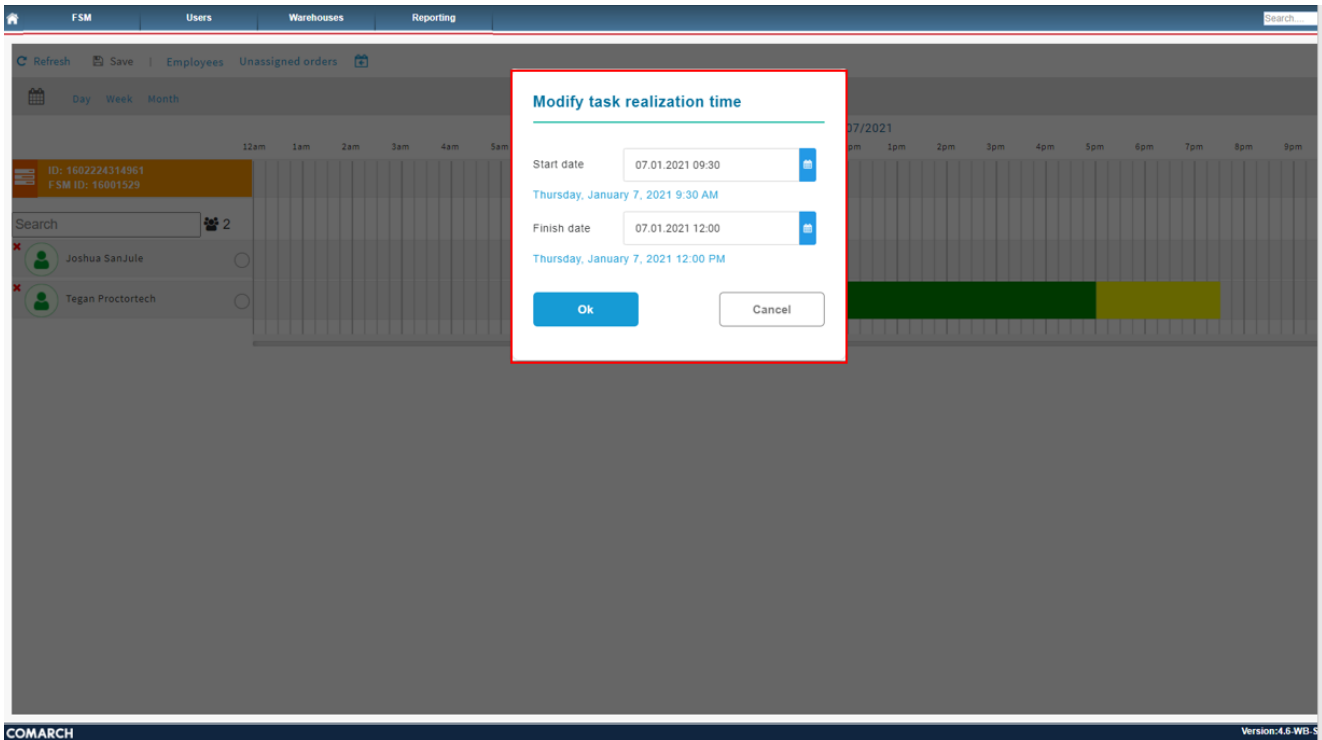 FSM Users Warehouses Reporting Search...
Refresh Save | Employees Unassigned orders
Day Week Month
07/2021
12am 1am 2am 3am 4am 5am pm 1pm 2pm 3pm 4pm 5pm 6pm 7pm 8pm 9pm
ID: 1602224314961
FSM ID: 16001529
Search 2
Joshua SanJule
Tegan Proctortech
Modify task realization time
Start date 07.01.2021 09:30
Thursday, January 7, 2021 9:30 AM
Finish date 07.01.2021 12:00
Thursday, January 7, 2021 12:00 PM
Ok Cancel
COMARCH Version:4.6-WB-S